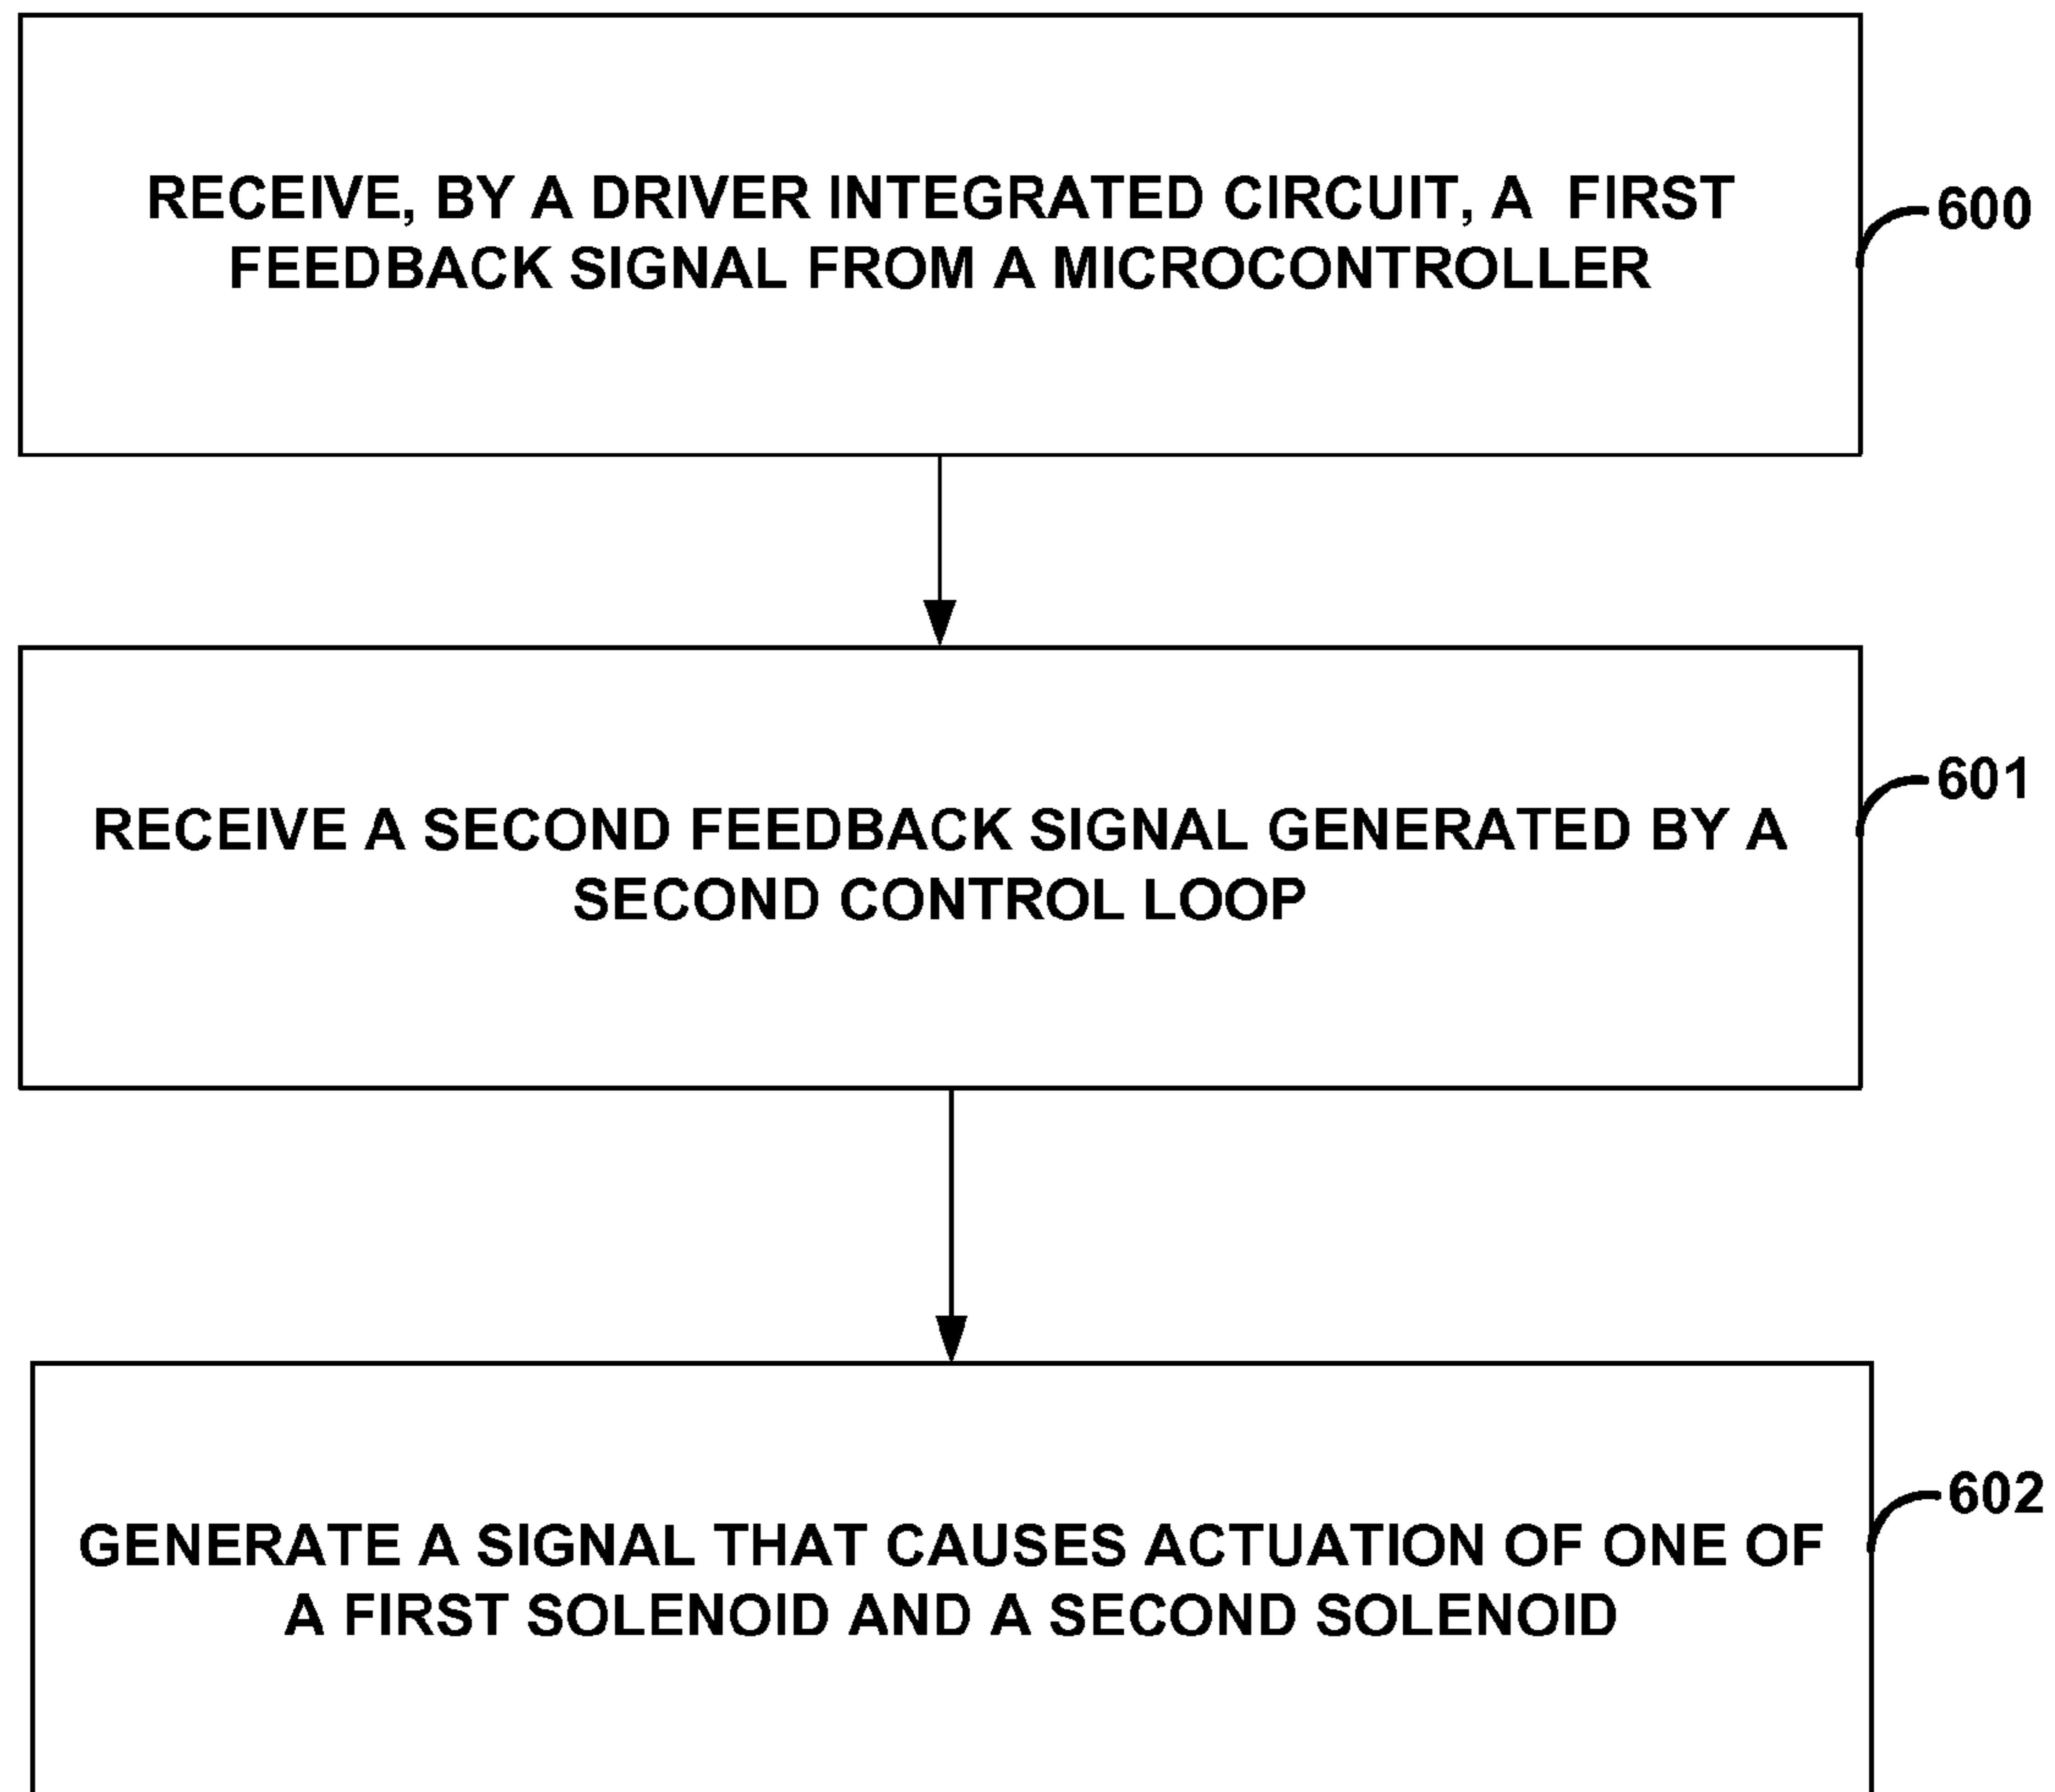 RECEIVE, BY A DRIVER INTEGRATED CIRCUIT, A FIRST
FEEDBACK SIGNAL FROM A MICROCONTROLLER
600
RECEIVE A SECOND FEEDBACK SIGNAL GENERATED BY A
SECOND CONTROL LOOP
601
GENERATE A SIGNAL THAT CAUSES ACTUATION OF ONE OF
A FIRST SOLENOID AND A SECOND SOLENOID
602